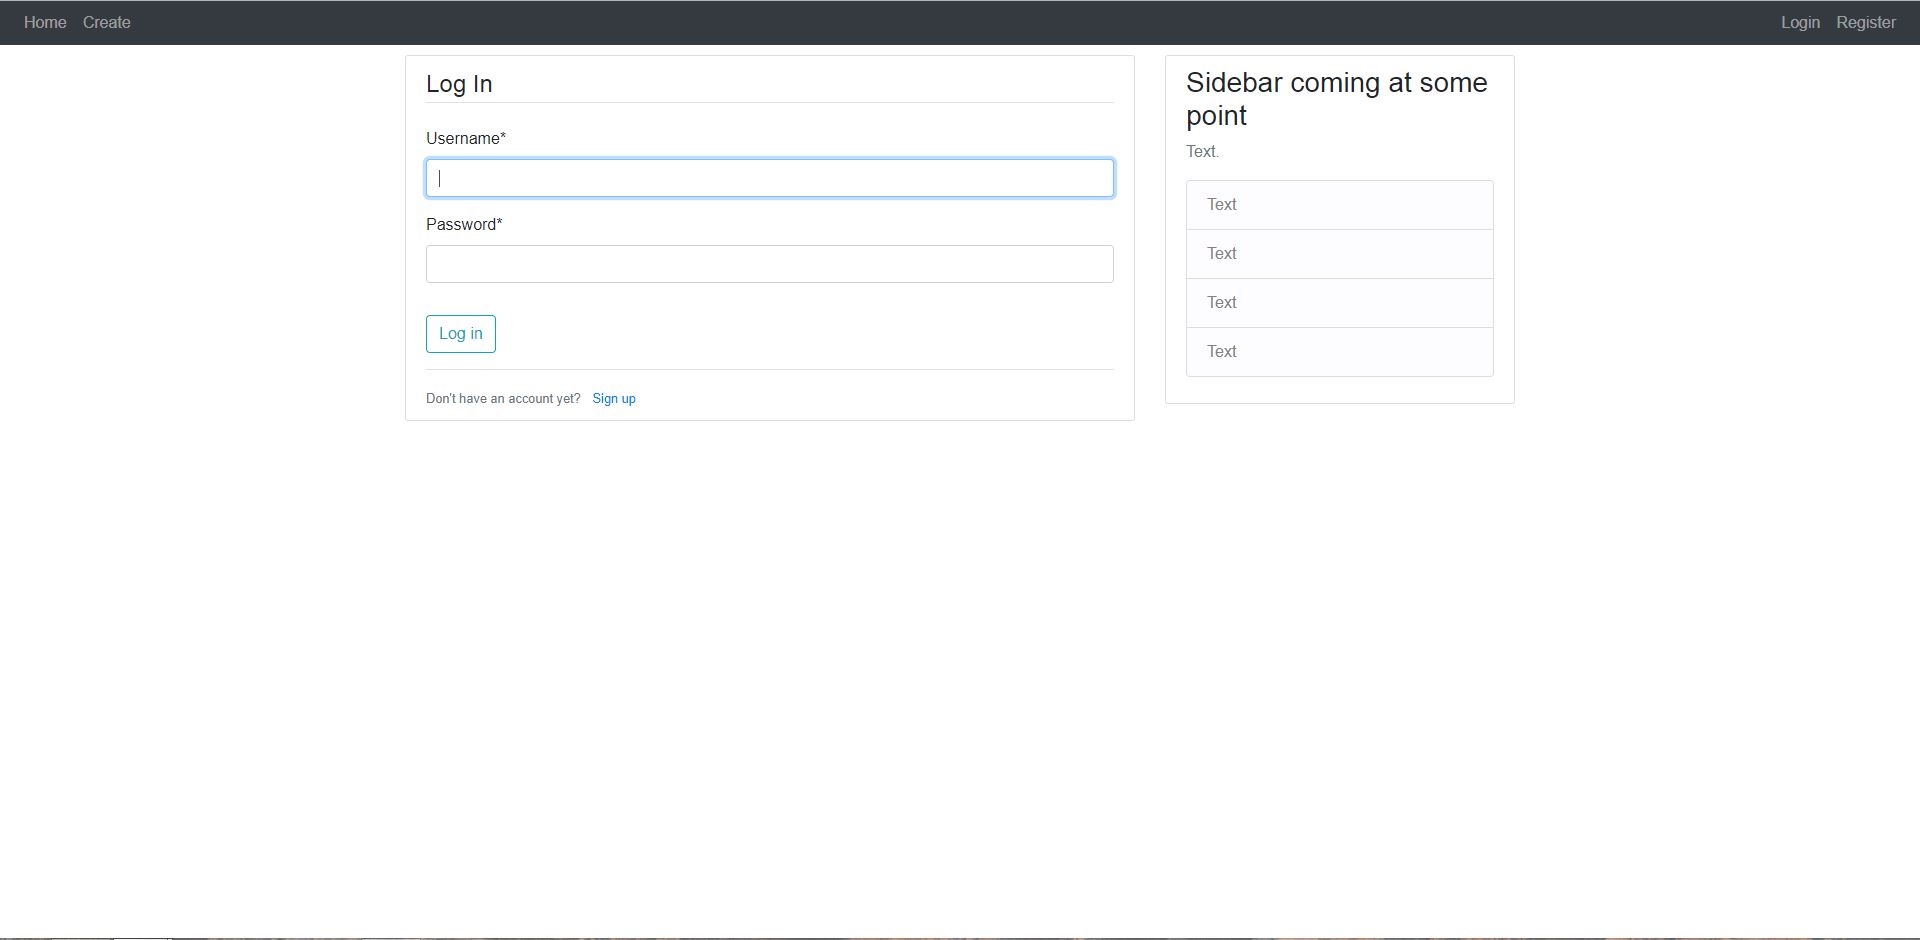 Home Create Login Register
Log In
Username*
Password*
Log in
Don't have an account yet? Sign up
Sidebar coming at some
point
Text.
Text
Text
Text
Text